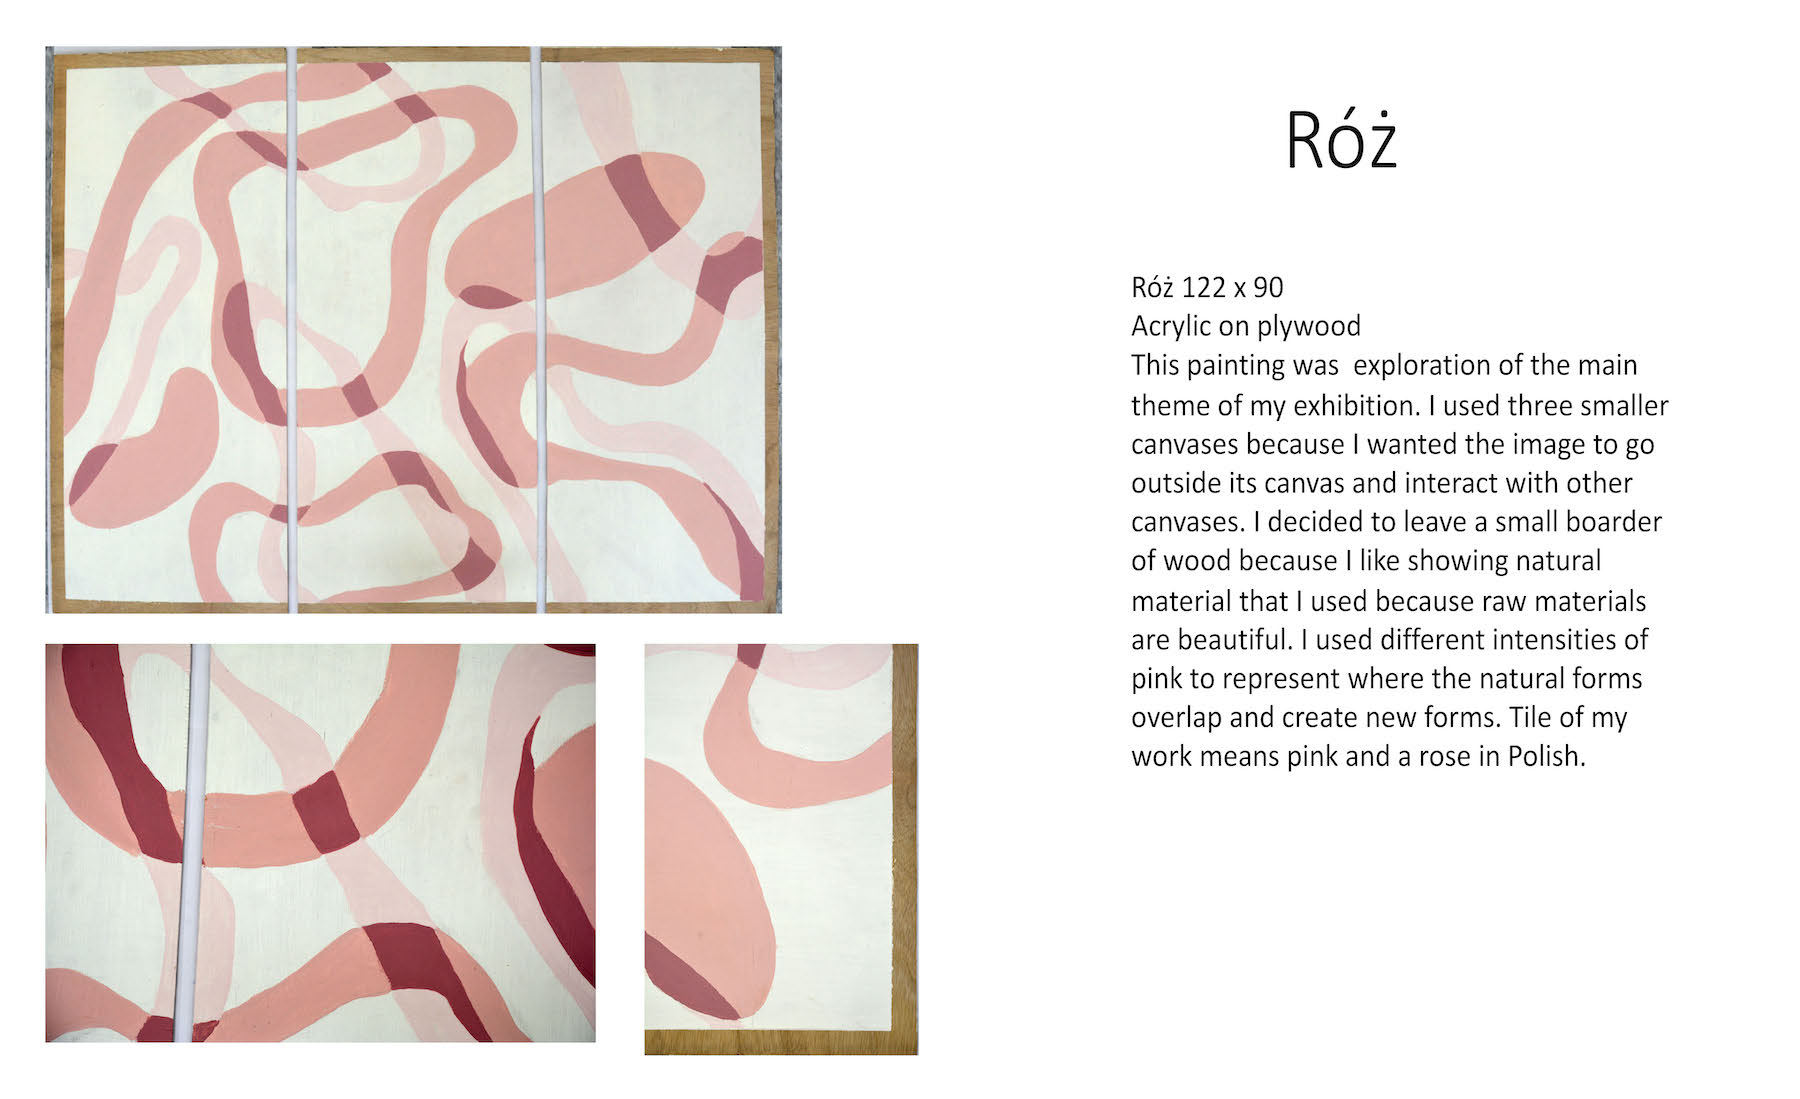 Róż
Róż 122 x 90
Acrylic on plywood
This painting was  exploration of the main
theme of my exhibition. I used three smaller
canvases because I wanted the image to go
outside its canvas and interact with other
canvases. I decided to leave a small boarder
of wood because I like showing natural
material that I used because raw materials
are beautiful. I used different intensities of
pink to represent where the natural forms
overlap and create new forms. Tile of my
work means pink and a rose in Polish.